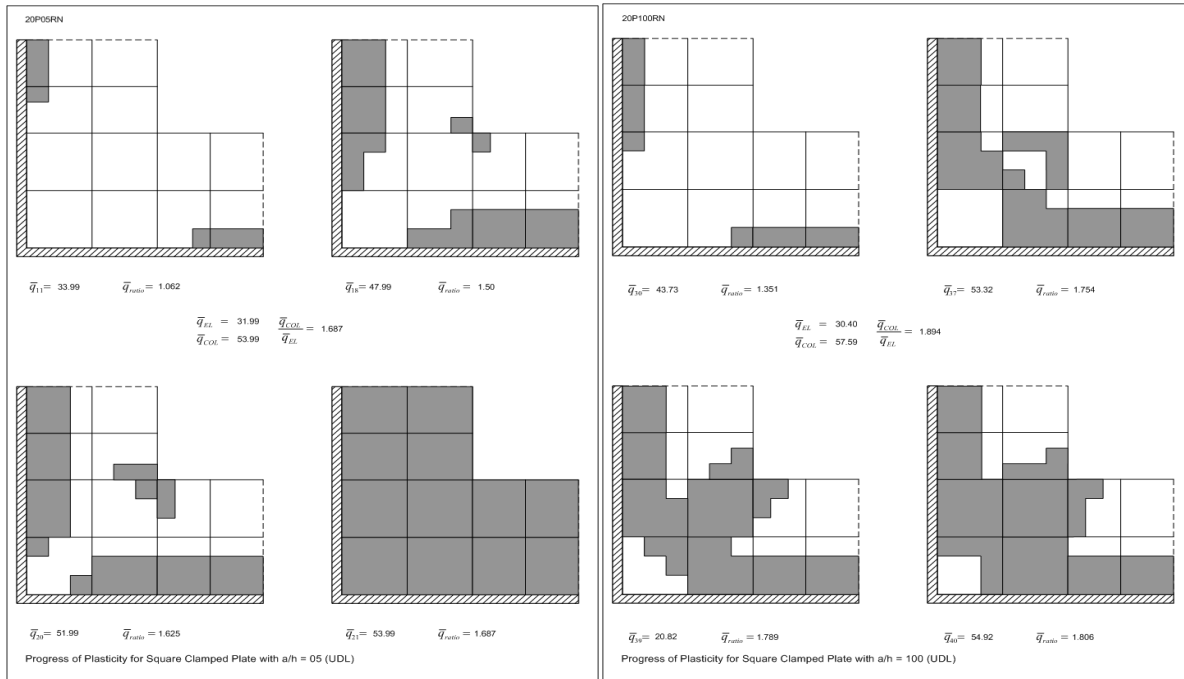 20P05RN
q̅₁₁= 33.99 q̅ratio= 1.062
q̅₁₈= 47.99 q̅ratio= 1.50
q̅EL = 31.99 q̅COL/q̅EL = 1.687
q̅COL= 53.99
q̅₂₀= 51.99 q̅ratio= 1.625
q̅₂₁= 53.99 q̅ratio= 1.687
Progress of Plasticity for Square Clamped Plate with a/h = 05 (UDL)
20P100RN
q̅₃₀= 43.73 q̅ratio= 1.351
q̅₃₇= 53.32 q̅ratio= 1.754
q̅EL = 30.40 q̅COL/q̅EL = 1.894
q̅COL= 57.59
q̅₃₉= 20.82 q̅ratio= 1.789
q̅₄₀= 54.92 q̅ratio= 1.806
Progress of Plasticity for Square Clamped Plate with a/h = 100 (UDL)